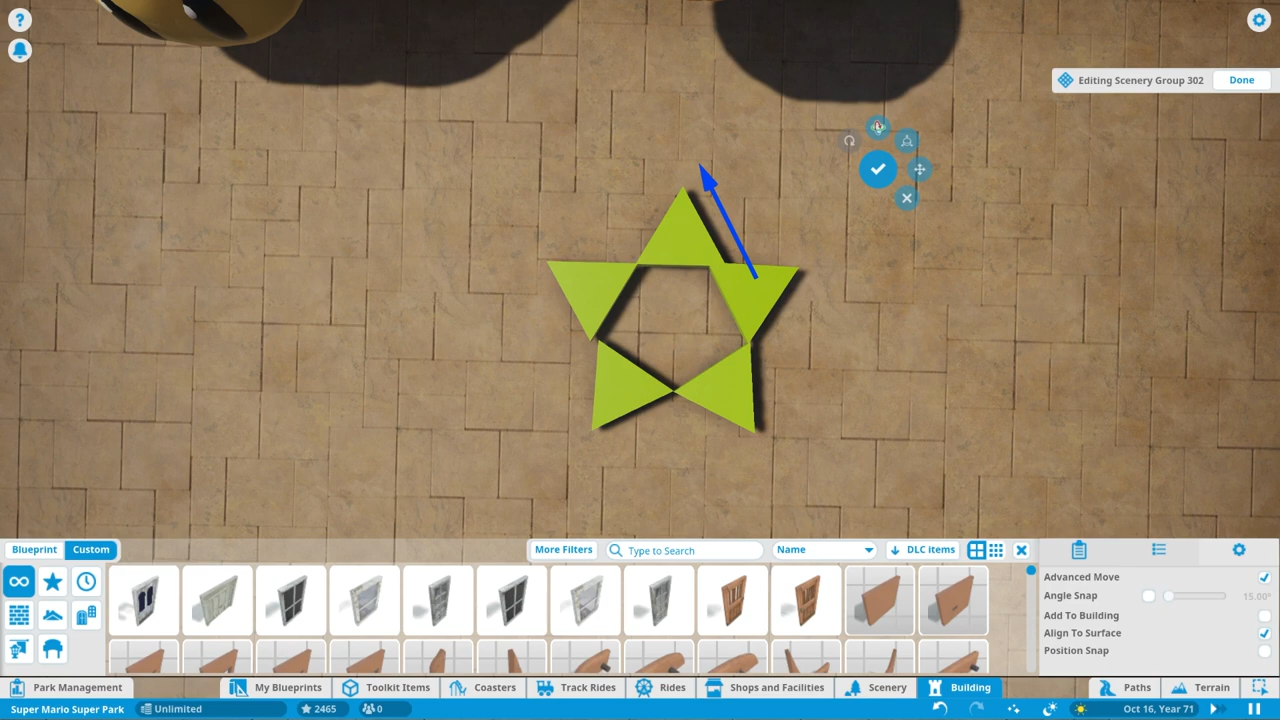 ?
Editing Scenery Group 302
Done
Blueprint
Custom
More Filters
Type to Search
Name
DLC Items
Advanced Move
Angle Snap
15.00°
Add To Building
Align To Surface
Position Snap
Park Management
My Blueprints
Toolkit Items
Coasters
Track Rides
Rides
Shops and Facilities
Scenery
Building
Paths
Terrain
Super Mario Super Park
Unlimited
2465
0
Oct 16, Year 71